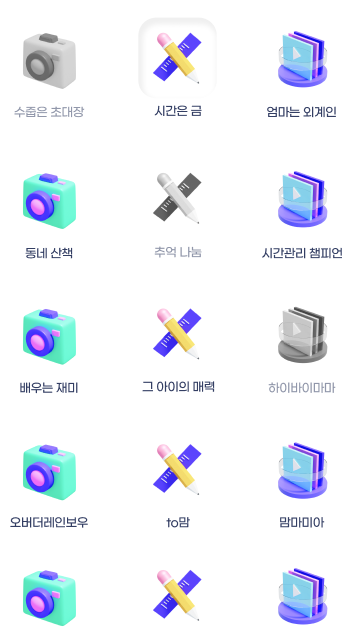 수줍은 초대장
시간은 금
엄마는 외계인
동네 산책
추억 나눔
시간관리 챔피언
배우는 재미
그 아이의 매력
하이바이마마
오버더레인보우
to맘
맘마미아